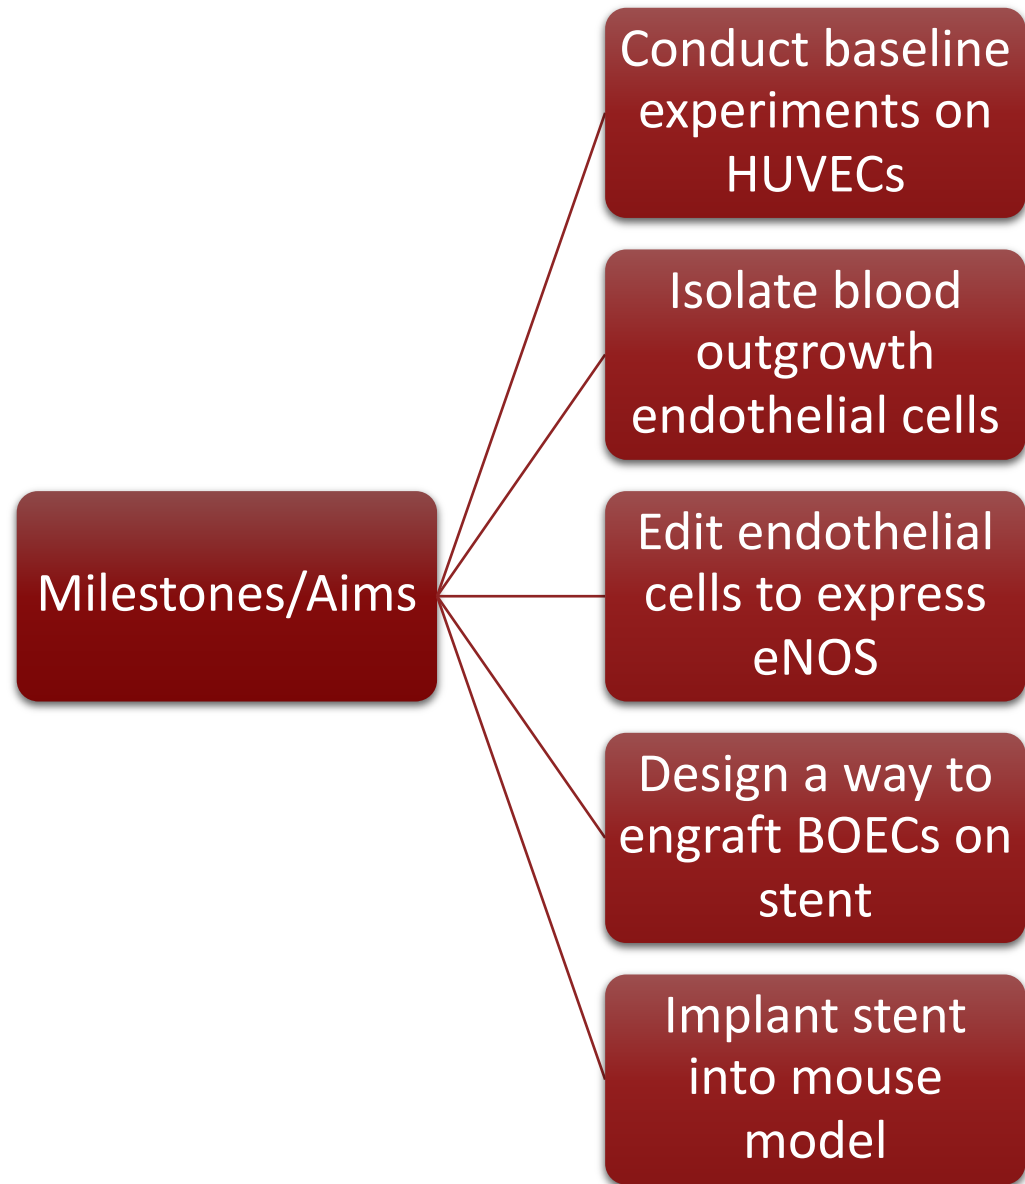 Conduct baseline
experiments on
HUVECs
Isolate blood
outgrowth
endothelial cells
Milestones/Aims
Edit endothelial
cells to express
eNOS
Design a way to
engraft BOECs on
stent
Implant stent
into mouse
model